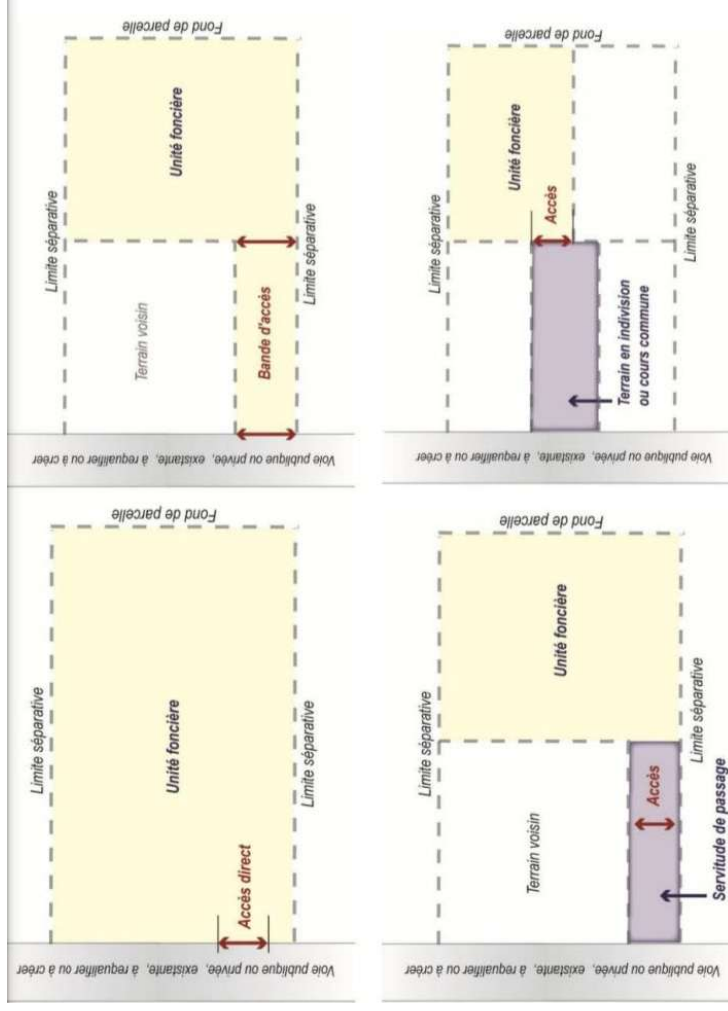 Voie publique ou privée, existante, à requalifier ou à créer
Limite séparative
Unité foncière
Accès direct
Limite séparative
Fond de parcelle
Voie publique ou privée, existante, à requalifier ou à créer
Limite séparative
Terrain voisin
Unité foncière
Bande d'accès
Limite séparative
Fond de parcelle
Voie publique ou privée, existante, à requalifier ou à créer
Limite séparative
Terrain voisin
Unité foncière
Accès
Limite séparative
Servitude de passage
Fond de parcelle
Voie publique ou privée, existante, à requalifier ou à créer
Limite séparative
Unité foncière
Accès
Terrain en indivision
ou cours commune
Limite séparative
Fond de parcelle